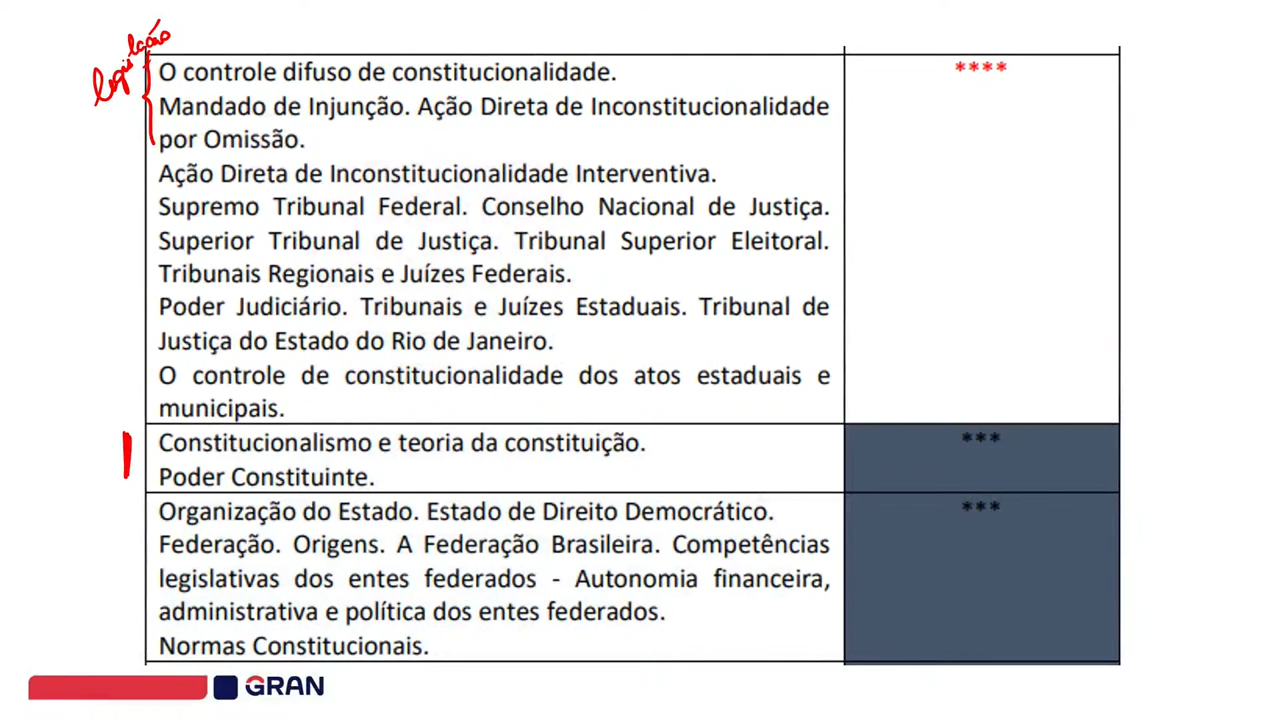 legislação
O controle difuso de constitucionalidade.
****
Mandado de Injunção. Ação Direta de Inconstitucionalidade
por Omissão.
Ação Direta de Inconstitucionalidade Interventiva.
Supremo Tribunal Federal. Conselho Nacional de Justiça.
Superior Tribunal de Justiça. Tribunal Superior Eleitoral.
Tribunais Regionais e Juízes Federais.
Poder Judiciário. Tribunais e Juízes Estaduais. Tribunal de
Justiça do Estado do Rio de Janeiro.
O controle de constitucionalidade dos atos estaduais e
municipais.
Constitucionalismo e teoria da constituição.
***
Poder Constituinte.
Organização do Estado. Estado de Direito Democrático.
***
Federação. Origens. A Federação Brasileira. Competências
legislativas dos entes federados - Autonomia financeira,
administrativa e política dos entes federados.
Normas Constitucionais.
GRAN